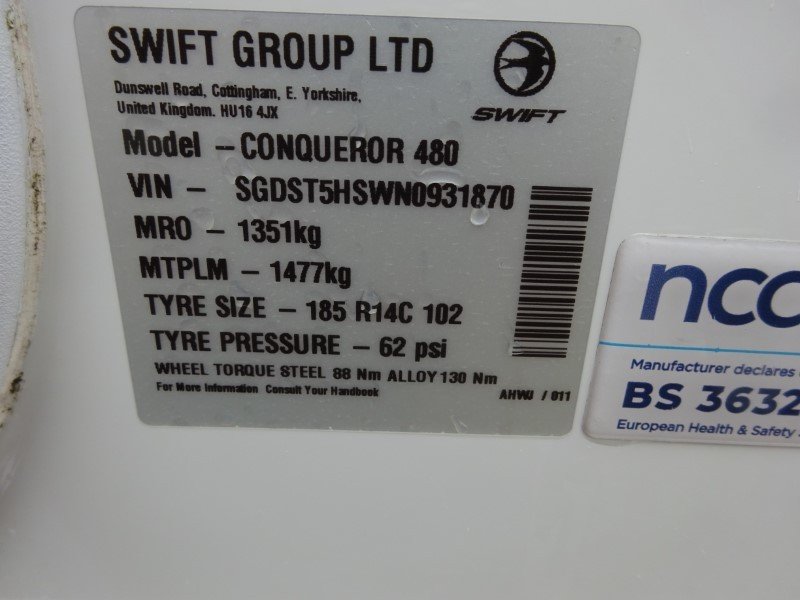 SWIFT GROUP LTD
Dunswell Road, Cottingham, E. Yorkshire,
United Kingdom. HU16 4JX
SWIFT
Model - CONQUEROR 480
VIN - SGDST5HSWN0931870
MRO - 1351kg
MTPLM - 1477kg
TYRE SIZE - 185 R14C 102
TYRE PRESSURE - 62 psi
WHEEL TORQUE STEEL 88 Nm ALLOY 130 Nm
For More Information Consult Your Handbook
AHWJ / 011
ncc
Manufacturer declares
BS 3632
European Health & Safety